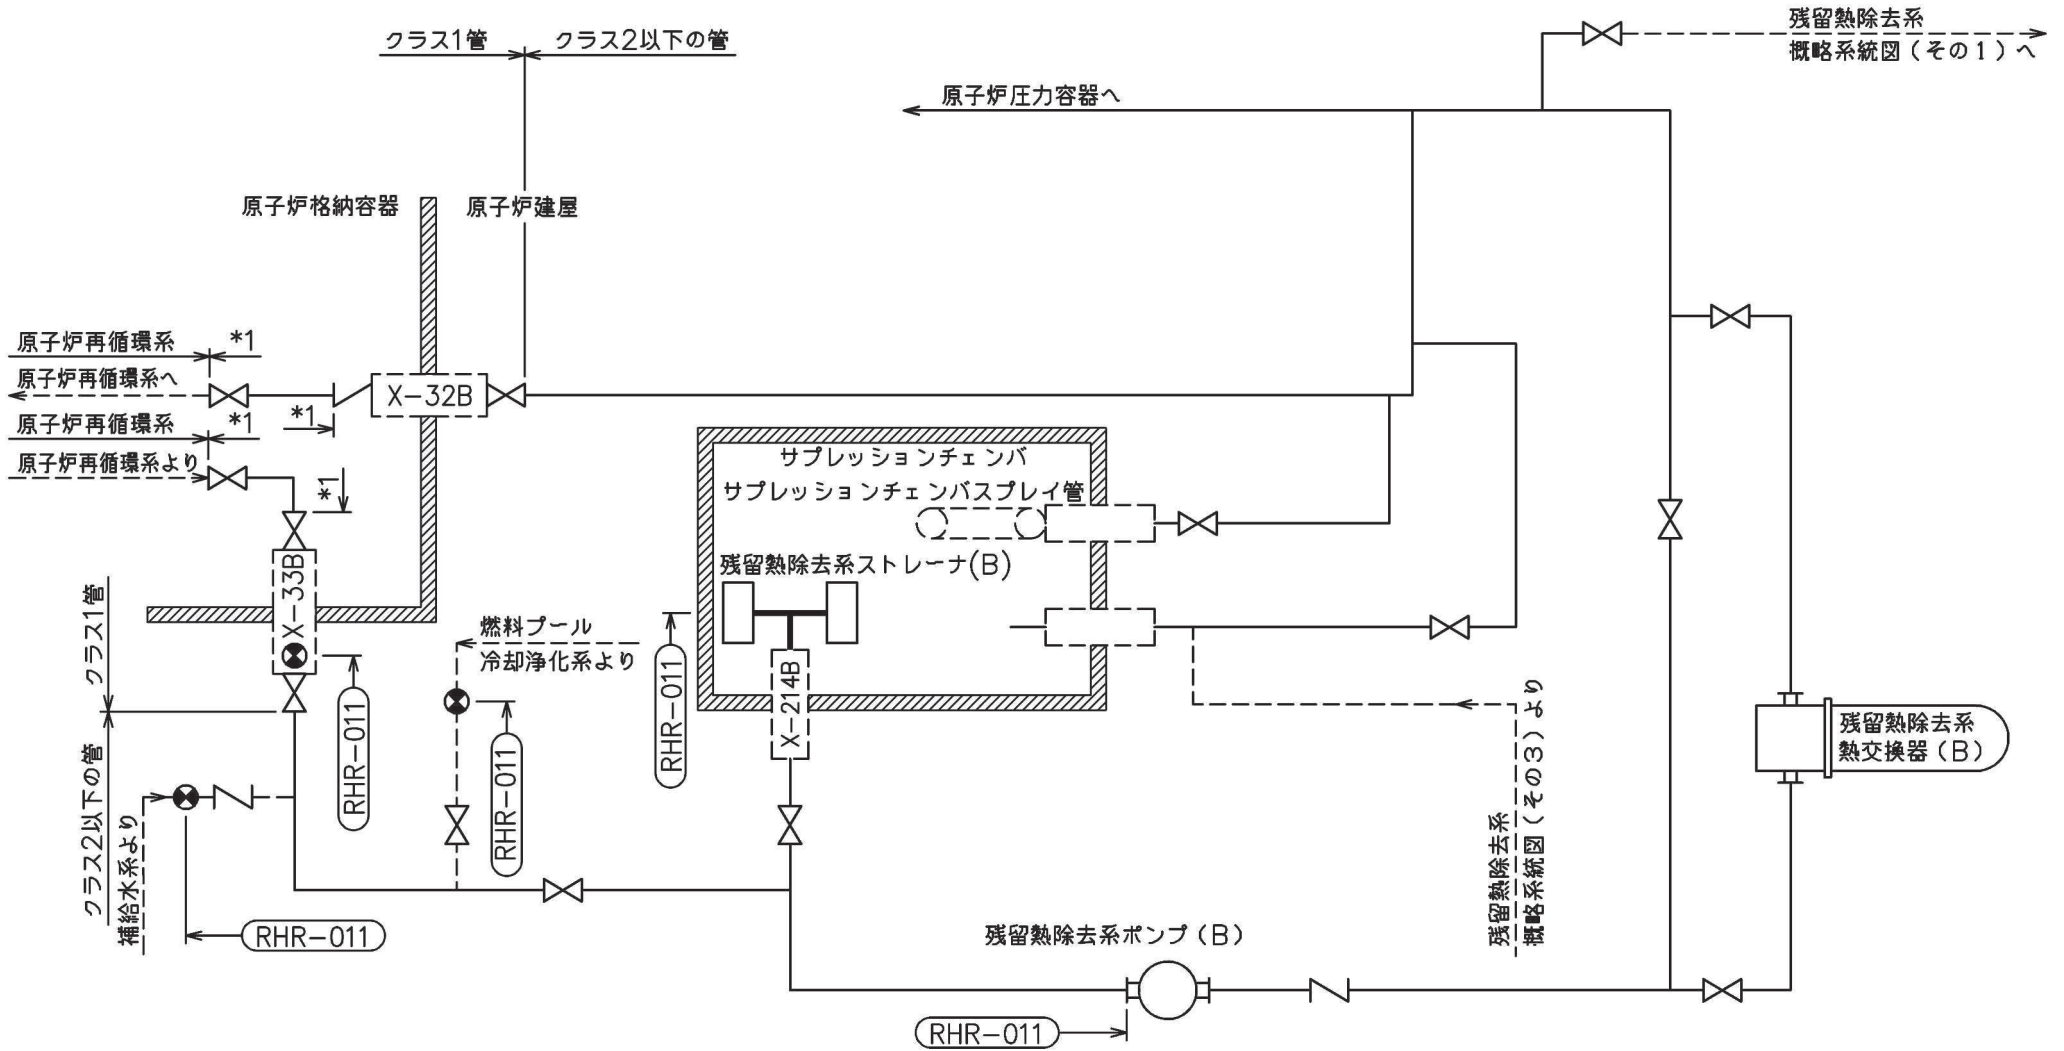 残留熱除去系
概略系統図（その１）へ
クラス1管
クラス2以下の管
原子炉圧力容器へ
原子炉格納容器
原子炉建屋
原子炉再循環系
*1
原子炉再循環系へ
*1
X-32B
原子炉再循環系
*1
原子炉再循環系より
*1
X-33B
サプレッションチェンバ
サプレッションチェンバスプレイ管
残留熱除去系ストレーナ(B)
X-214B
RHR-011
クラス1管
クラス2以下の管
RHR-011
燃料プール
冷却浄化系より
RHR-011
補給水系より
RHR-011
残留熱除去系
概略系統図（その３）より
残留熱除去系
熱交換器（B）
残留熱除去系ポンプ（B）
RHR-011